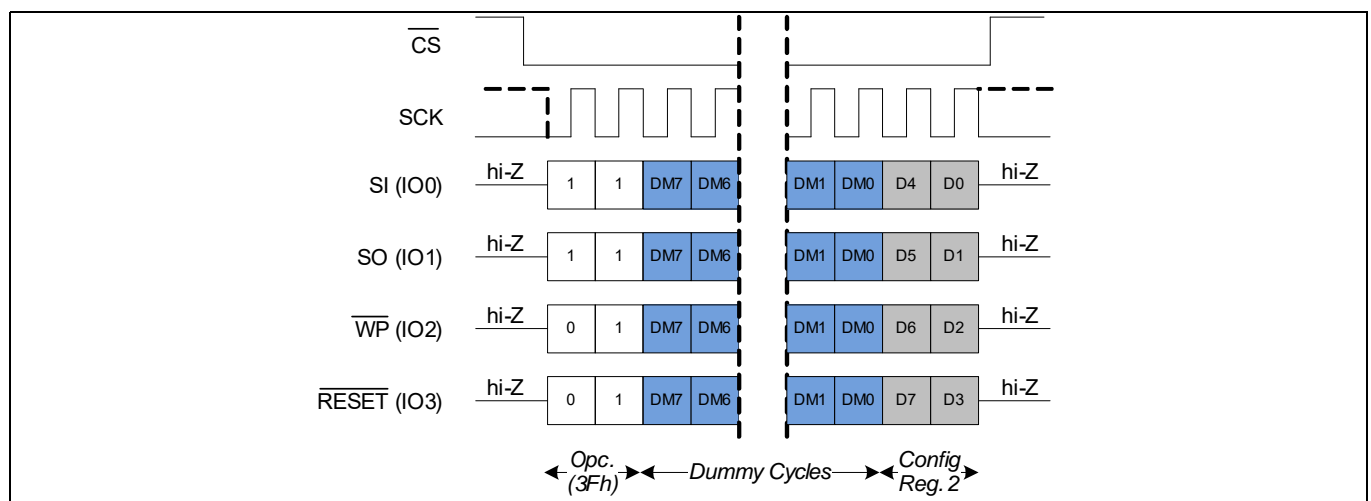 CS
SCK
SI (IO0) hi-Z 1 1 DM7 DM6 DM1 DM0 D4 D0 hi-Z
SO (IO1) hi-Z 1 1 DM7 DM6 DM1 DM0 D5 D1 hi-Z
WP (IO2) hi-Z 0 1 DM7 DM6 DM1 DM0 D6 D2 hi-Z
RESET (IO3) hi-Z 0 1 DM7 DM6 DM1 DM0 D7 D3 hi-Z
Opc. Dummy Cycles Config
(3Fh) Reg. 2